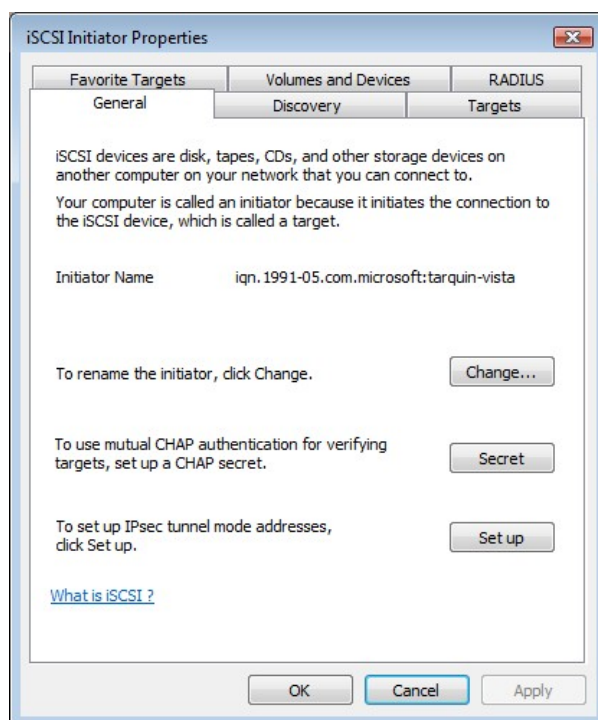 iSCSI Initiator Properties
Favorite Targets Volumes and Devices RADIUS
General Discovery Targets
iSCSI devices are disk, tapes, CDs, and other storage devices on
another computer on your network that you can connect to.
Your computer is called an initiator because it initiates the connection to
the iSCSI device, which is called a target.
Initiator Name iqn.1991-05.com.microsoft:tarquin-vista
To rename the initiator, click Change. Change...
To use mutual CHAP authentication for verifying
targets, set up a CHAP secret.
Secret
To set up IPsec tunnel mode addresses,
click Set up.
Set up
What is iSCSI ?
OK Cancel Apply